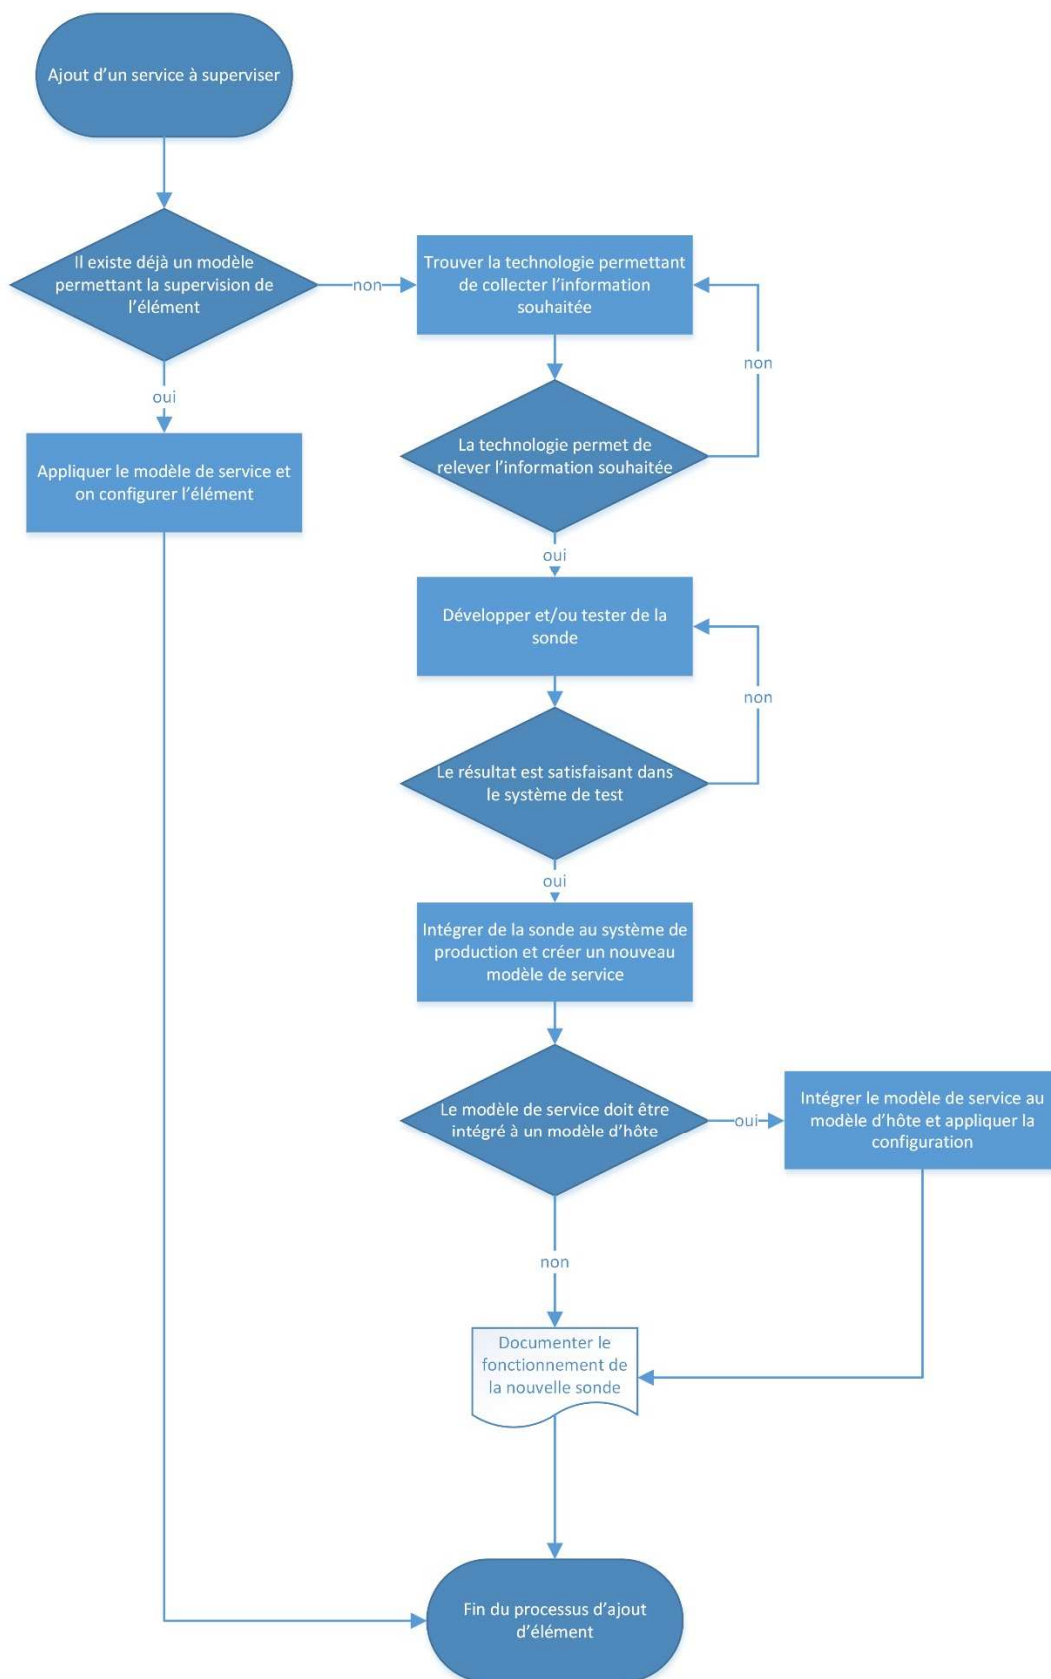 Ajout d'un service à superviser
Il existe déjà un modèle
permettant la supervision de
l'élément
non
Trouver la technologie permettant
de collecter l'information
souhaitée
non
oui
La technologie permet de
relever l'information souhaitée
Appliquer le modèle de service et
on configurer l'élément
oui
Développer et/ou tester de la
sonde
non
Le résultat est satisfaisant dans
le système de test
oui
Intégrer de la sonde au système de
production et créer un nouveau
modèle de service
Le modèle de service doit être
intégré à un modèle d'hôte
oui
Intégrer le modèle de service au
modèle d'hôte et appliquer la
configuration
non
Documenter le
fonctionnement de
la nouvelle sonde
Fin du processus d'ajout
d'élément